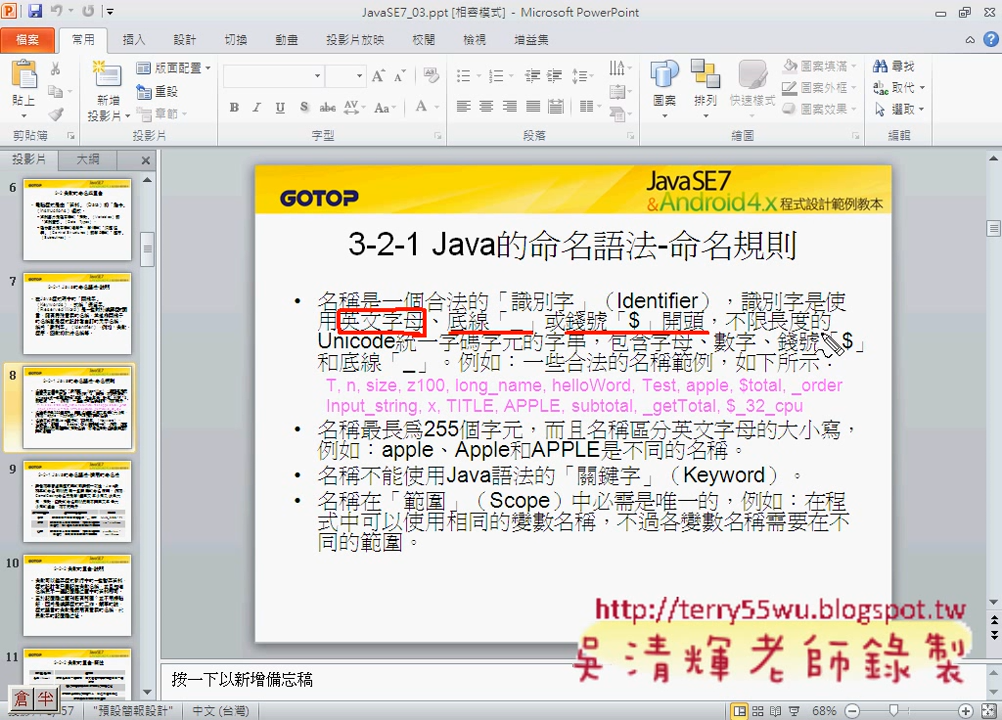 JavaSE7_03.ppt [相容模式] - Microsoft PowerPoint
檔案 常用 插入 設計 切換 動畫 投影片放映 校閱 檢視 增益集
貼上 新增 投影片 版面配置 重設 章節
圖案 排列 快速樣式 圖案填滿 圖案外框 圖案效果 尋找 取代 選取
剪貼簿 投影片 字型 段落 繪圖 編輯
投影片 大綱
GOTOP
JavaSE7
&Android4.x 程式設計範例教本
3-2-1 Java的命名語法-命名規則
• 名稱是一個合法的「識別字」（Identifier），識別字是使
用英文字母、底線「_」或錢號「$」開頭，不限長度的
Unicode統一字碼字元的字串，包含字母、數字、錢號「$」
和底線「_」。例如：一些合法的名稱範例，如下所示：
T, n, size, z100, long_name, helloWord, Test, apple, $total, _order
Input_string, x, TITLE, APPLE, subtotal, _getTotal, $_32_cpu
• 名稱最長為255個字元，而且名稱區分英文字母的大小寫，
例如：apple、Apple和APPLE是不同的名稱。
• 名稱不能使用Java語法的「關鍵字」（Keyword）。
• 名稱在「範圍」（Scope）中必需是唯一的，例如：在程
式中可以使用相同的變數名稱，不過各變數名稱需要在不
同的範圍。
6
7
8
9
10
11
http://terry55wu.blogspot.tw
吳清輝老師錄製
按一下以新增備忘稿
倉 半
"預設簡報設計" 中文 (台灣) 68%